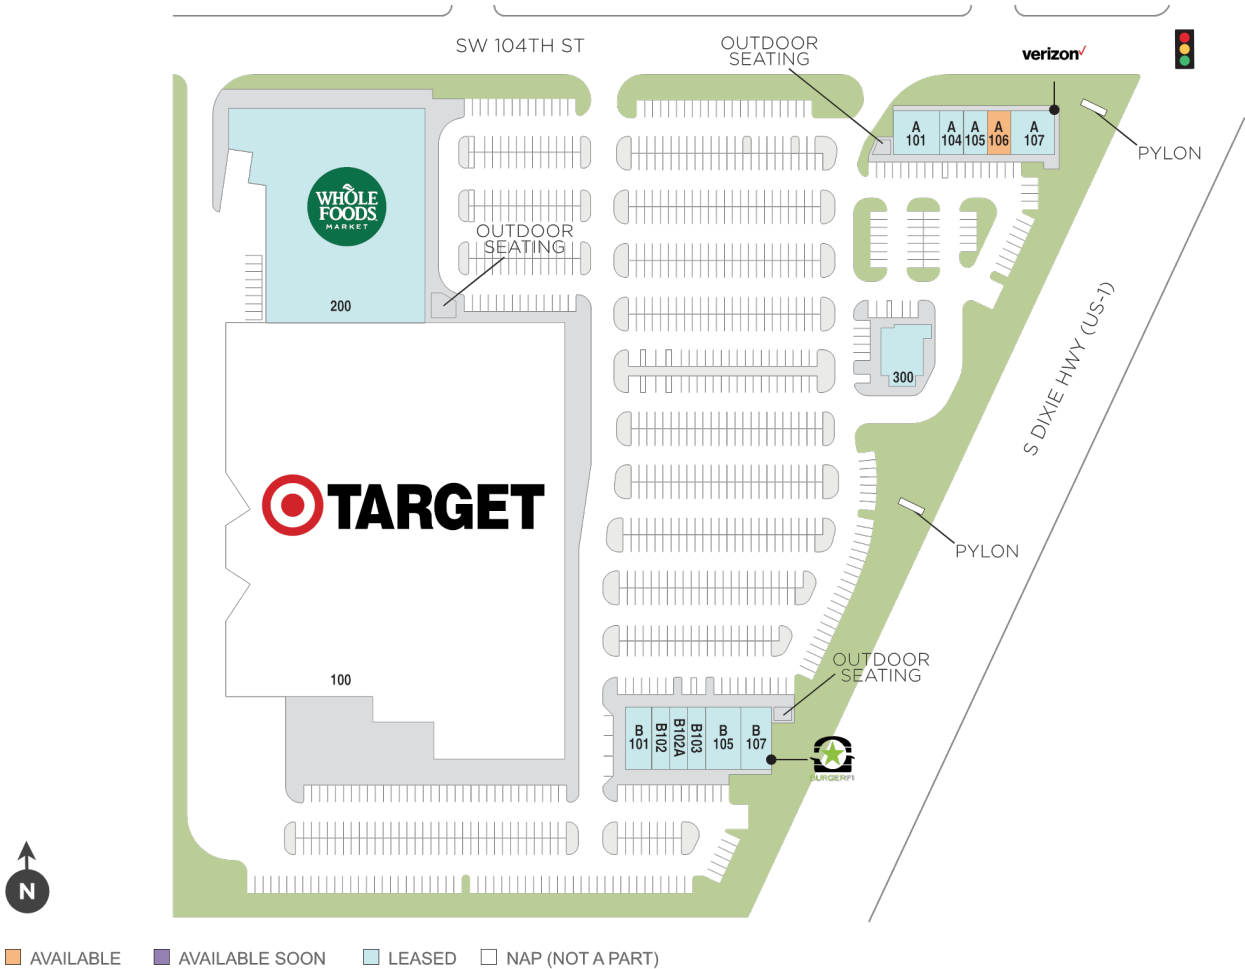 SW 104TH ST
OUTDOOR
SEATING
verizon
A
101
A
104
A
105
A
106
A
107
PYLON
WHOLE
FOODS
MARKET
OUTDOOR
SEATING
200
300
S DIXIE HWY (US-1)
TARGET
PYLON
100
OUTDOOR
SEATING
B
101
B102
B102A
B103
B
105
B
107
BURGERFI
N
AVAILABLE
AVAILABLE SOON
LEASED
NAP (NOT A PART)